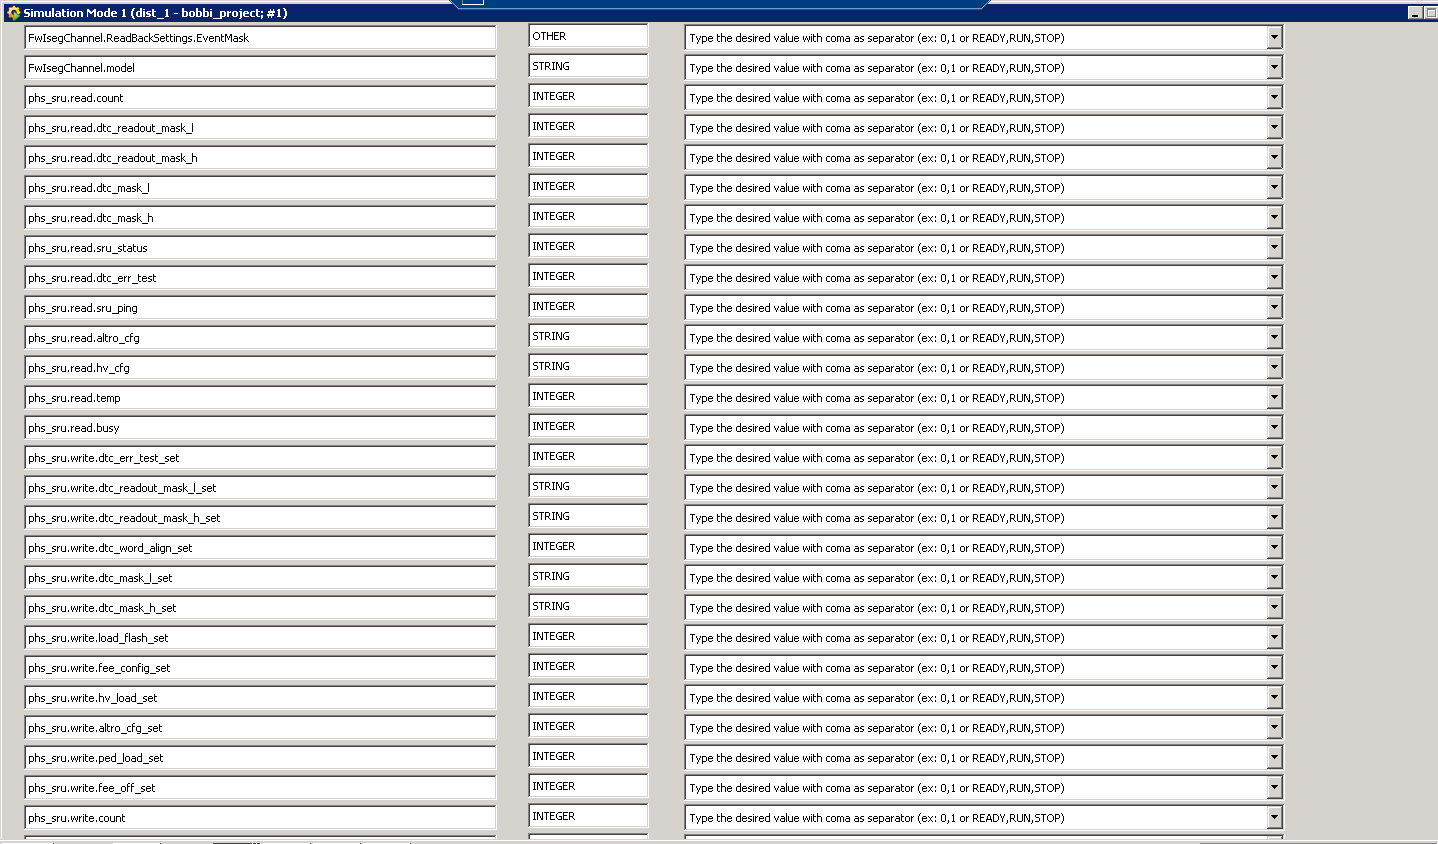 Simulation Mode 1 (dist_1 - bobbi_project; #1)
FwIsegChannel.ReadBackSettings.EventMask OTHER Type the desired value with coma as separator (ex: 0,1 or READY,RUN,STOP)
FwIsegChannel.model STRING Type the desired value with coma as separator (ex: 0,1 or READY,RUN,STOP)
phs_sru.read.count INTEGER Type the desired value with coma as separator (ex: 0,1 or READY,RUN,STOP)
phs_sru.read.dtc_readout_mask_l INTEGER Type the desired value with coma as separator (ex: 0,1 or READY,RUN,STOP)
phs_sru.read.dtc_readout_mask_h INTEGER Type the desired value with coma as separator (ex: 0,1 or READY,RUN,STOP)
phs_sru.read.dtc_mask_l INTEGER Type the desired value with coma as separator (ex: 0,1 or READY,RUN,STOP)
phs_sru.read.dtc_mask_h INTEGER Type the desired value with coma as separator (ex: 0,1 or READY,RUN,STOP)
phs_sru.read.sru_status INTEGER Type the desired value with coma as separator (ex: 0,1 or READY,RUN,STOP)
phs_sru.read.dtc_err_test INTEGER Type the desired value with coma as separator (ex: 0,1 or READY,RUN,STOP)
phs_sru.read.sru_ping INTEGER Type the desired value with coma as separator (ex: 0,1 or READY,RUN,STOP)
phs_sru.read.altro_cfg STRING Type the desired value with coma as separator (ex: 0,1 or READY,RUN,STOP)
phs_sru.read.hv_cfg STRING Type the desired value with coma as separator (ex: 0,1 or READY,RUN,STOP)
phs_sru.read.temp INTEGER Type the desired value with coma as separator (ex: 0,1 or READY,RUN,STOP)
phs_sru.read.busy INTEGER Type the desired value with coma as separator (ex: 0,1 or READY,RUN,STOP)
phs_sru.write.dtc_err_test_set INTEGER Type the desired value with coma as separator (ex: 0,1 or READY,RUN,STOP)
phs_sru.write.dtc_readout_mask_l_set STRING Type the desired value with coma as separator (ex: 0,1 or READY,RUN,STOP)
phs_sru.write.dtc_readout_mask_h_set STRING Type the desired value with coma as separator (ex: 0,1 or READY,RUN,STOP)
phs_sru.write.dtc_word_align_set INTEGER Type the desired value with coma as separator (ex: 0,1 or READY,RUN,STOP)
phs_sru.write.dtc_mask_l_set STRING Type the desired value with coma as separator (ex: 0,1 or READY,RUN,STOP)
phs_sru.write.dtc_mask_h_set STRING Type the desired value with coma as separator (ex: 0,1 or READY,RUN,STOP)
phs_sru.write.load_flash_set INTEGER Type the desired value with coma as separator (ex: 0,1 or READY,RUN,STOP)
phs_sru.write.fee_config_set INTEGER Type the desired value with coma as separator (ex: 0,1 or READY,RUN,STOP)
phs_sru.write.hv_load_set INTEGER Type the desired value with coma as separator (ex: 0,1 or READY,RUN,STOP)
phs_sru.write.altro_cfg_set INTEGER Type the desired value with coma as separator (ex: 0,1 or READY,RUN,STOP)
phs_sru.write.ped_load_set INTEGER Type the desired value with coma as separator (ex: 0,1 or READY,RUN,STOP)
phs_sru.write.fee_off_set INTEGER Type the desired value with coma as separator (ex: 0,1 or READY,RUN,STOP)
phs_sru.write.count INTEGER Type the desired value with coma as separator (ex: 0,1 or READY,RUN,STOP)